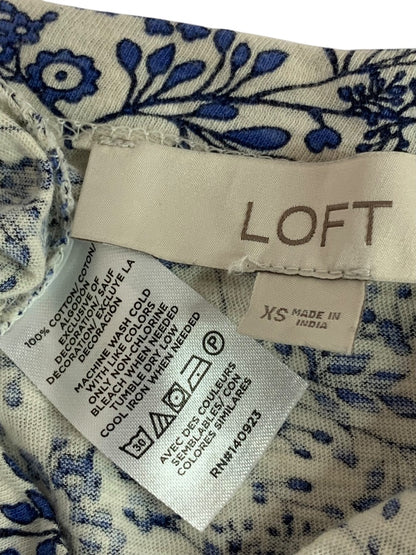 LOFT
XS
MADE IN
INDIA
100% COTTON/COTON/
ALGODÓN
EXCLUSIVE OF
DECORATION/SAUF
DÉCORATION/EXCLUYE LA
DECORACIÓN
MACHINE WASH COLD
WITH LIKE COLORS
ONLY NON-CHLORINE
BLEACH WHEN NEEDED
TUMBLE DRY LOW
COOL IRON WHEN NEEDED
30
P
AVEC DES COULEURS
SEMBLABLES/CON
COLORES SIMILARES
RN#140923